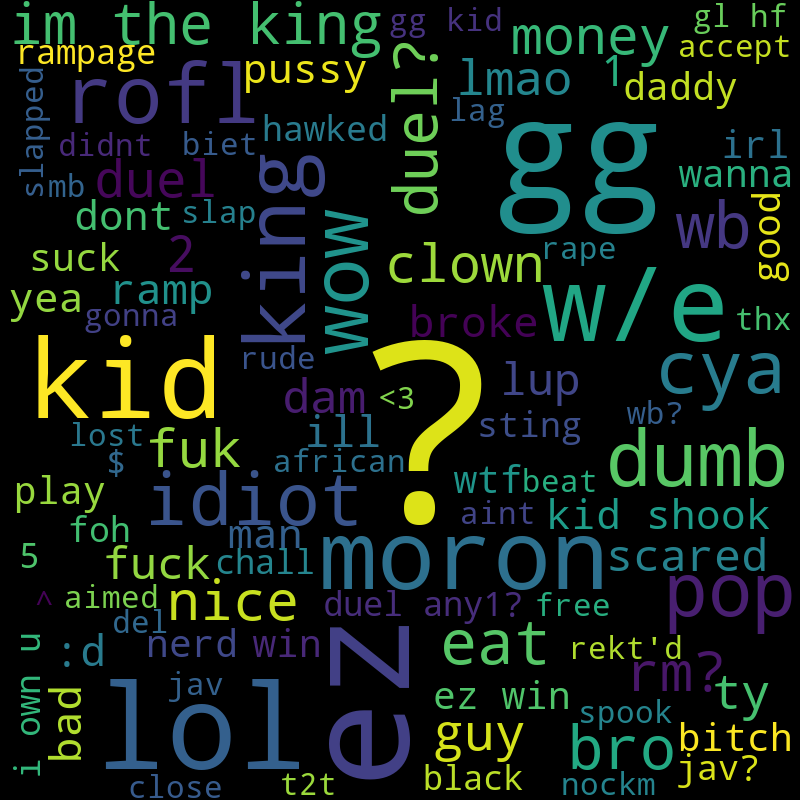 im the king
gg kid
money
gl hf
rampage
accept
rofl
pussy
duel?
lmao
1
daddy
slapped
lag
gg
didnt
biet
hawked
irl
mb
duel
king
wanna
dont
slap
wow
wb
good
suck
2
clown
rape
yea
ramp
w/e
gonna
broke
thx
kid
rude
?
cya
dam
<3
lup
wb?
lost
ill
sting
$
fuk
african
dumb
play
idiot
wtf
beat
foh
man
aint
kid shook
5
fuck
chall
moron
scared
^
aimed
nice
duel any1?
free
pop
del
i own u
:d
nerd
win
ez
eat
rekt'd
bad
lol
jav
rm?
ty
ez win
spook
guy
bro
bitch
close
t2t
black
nockm
jav?